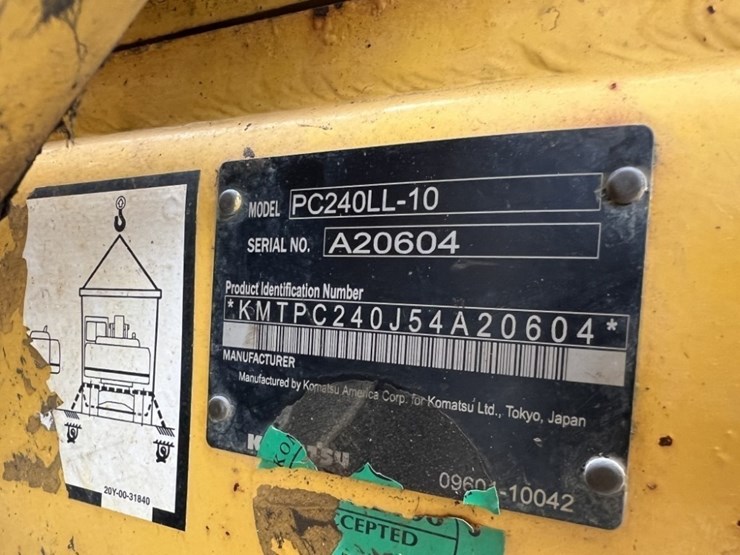 MODEL PC240LL-10
SERIAL NO. A20604
Product Identification Number
*KMTPC240J54A20604*
MANUFACTURER
Manufactured by Komatsu America Corp. for Komatsu Ltd., Tokyo, Japan
20Y-00-31840
CEPTED